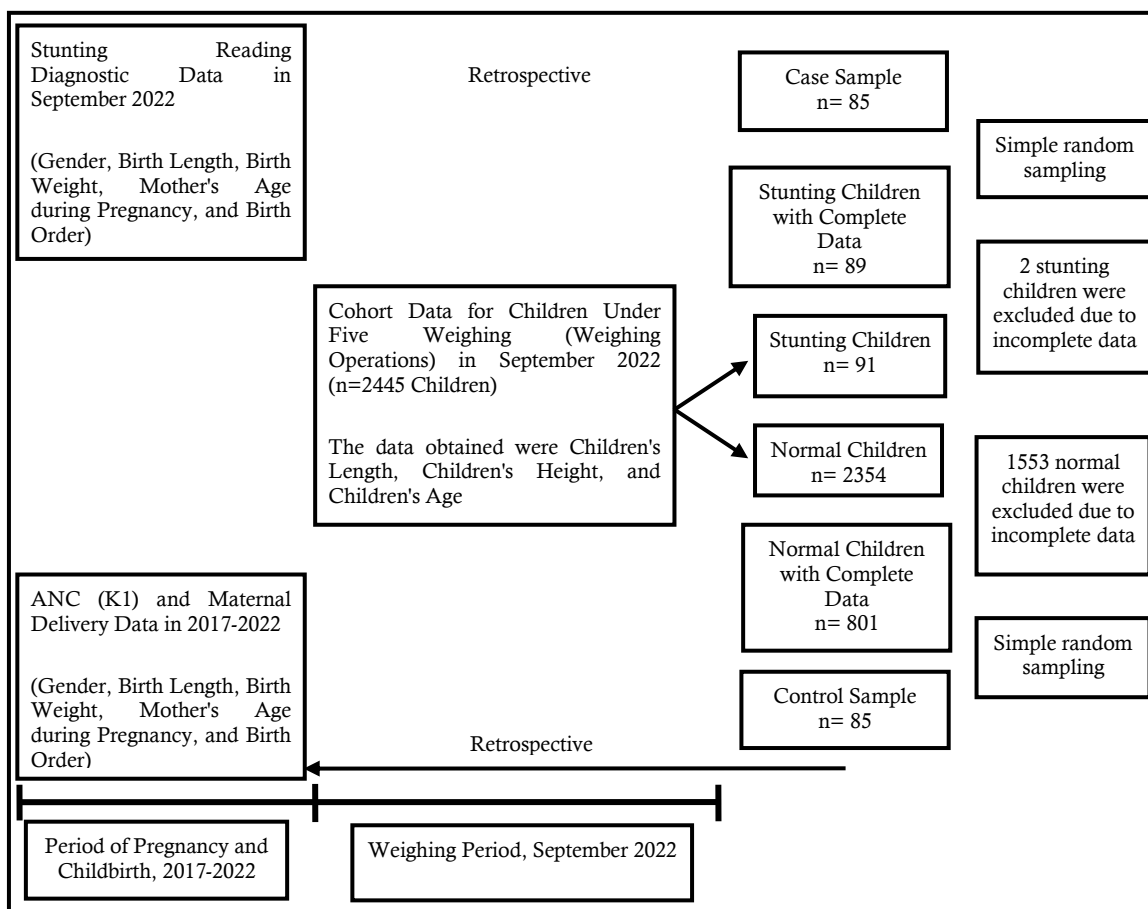 Stunting Reading
Diagnostic Data in
September 2022
(Gender, Birth Length, Birth
Weight, Mother's Age
during Pregnancy, and Birth
Order)
Retrospective
Case Sample
n= 85
Simple random
sampling
Stunting Children
with Complete
Data
n= 89
2 stunting
children were
excluded due to
incomplete data
Cohort Data for Children Under
Five Weighing (Weighing
Operations) in September 2022
(n=2445 Children)
The data obtained were Children's
Length, Children's Height, and
Children's Age
Stunting Children
n= 91
Normal Children
n= 2354
1553 normal
children were
excluded due to
incomplete data
Normal Children
with Complete
Data
n= 801
ANC (K1) and Maternal
Delivery Data in 2017-2022
(Gender, Birth Length, Birth
Weight, Mother's Age
during Pregnancy, and Birth
Order)
Simple random
sampling
Control Sample
n= 85
Retrospective
Period of Pregnancy and
Childbirth, 2017-2022
Weighing Period, September 2022